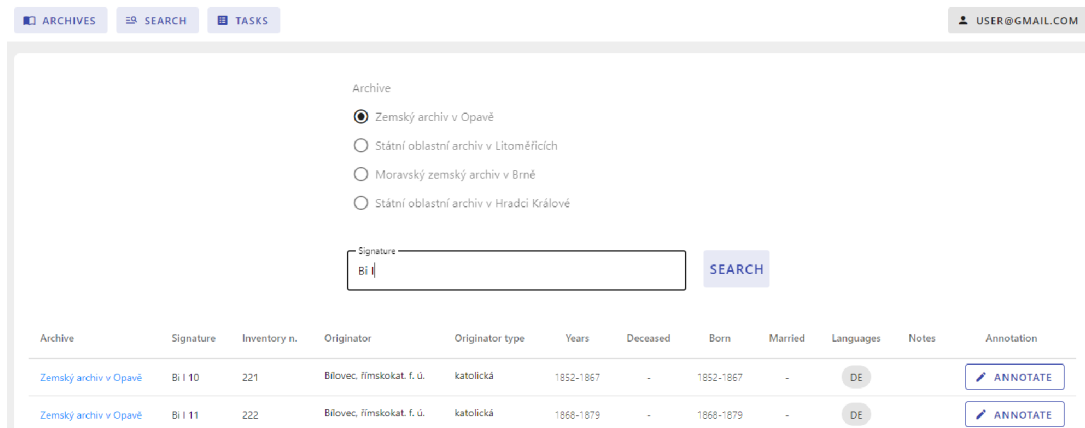 ARCHIVES SEARCH TASKS USER@GMAIL.COM
Archive
Zemský archiv v Opavě
Státní oblastní archiv v Litoměřicích
Moravský zemský archiv v Brně
Státní oblastní archiv v Hradci Králové
Signature
Bi I SEARCH
Archive Signature Inventory n. Originator Originator type Years Deceased Born Married Languages Notes Annotation
Zemský archiv v Opavě Bi I 10 221 Bílovec, římskokat. f. ú. katolická 1852-1867 - 1852-1867 - DE ANNOTATE
Zemský archiv v Opavě Bi I 11 222 Bílovec, římskokat. f. ú. katolická 1868-1879 - 1868-1879 - DE ANNOTATE